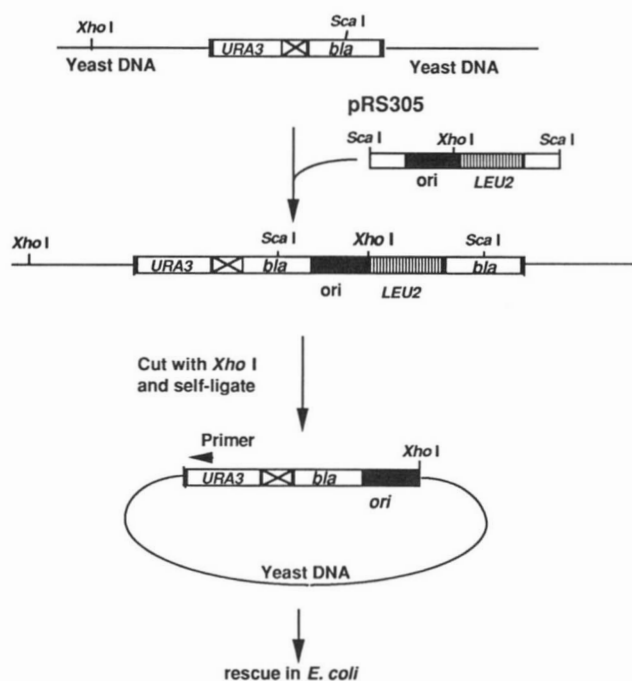 Xho I
Sca I
URA3 bla
Yeast DNA Yeast DNA
pRS305
Sca I Xho I Sca I
ori LEU2
Xho I Sca I Xho I Sca I
URA3 bla bla
ori LEU2
Cut with Xho I
and self-ligate
Primer
Xho I
URA3 bla
ori
Yeast DNA
rescue in E. coli